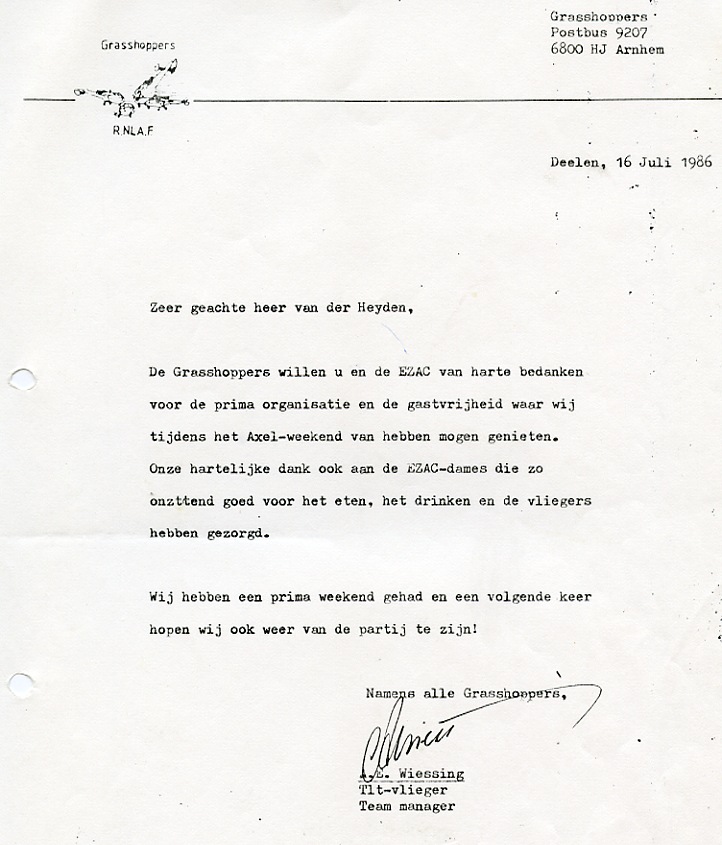 Grasshoppers
Postbus 9207
6800 HJ Arnhem
Grasshoppers
R.NL.A.F.
Deelen, 16 Juli 1986
Zeer geachte heer van der Heyden,
De Grasshoppers willen u en de EZAC van harte bedanken
voor de prima organisatie en de gastvrijheid waar wij
tijdens het Axel-weekend van hebben mogen genieten.
Onze hartelijke dank ook aan de EZAC-dames die zo
onzttend goed voor het eten, het drinken en de vliegers
hebben gezorgd.
Wij hebben een prima weekend gehad en een volgende keer
hopen wij ook weer van de partij te zijn!
Namens alle Grasshoppers,
E. Wiessing
Tlt-vlieger
Team manager